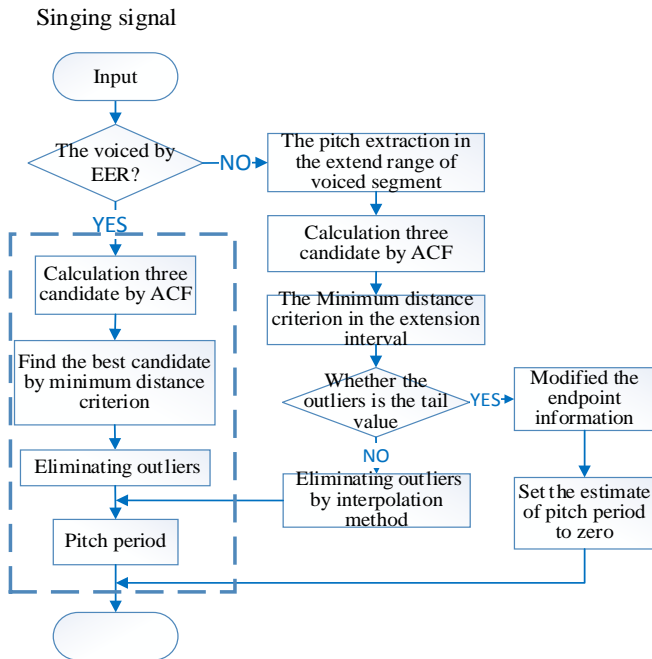 Singing signal
Input
The voiced by
EER?
NO
The pitch extraction in
the extend range of
voiced segment
YES
Calculation three
candidate by ACF
Calculation three
candidate by ACF
The Minimum distance
criterion in the extension
interval
Find the best candidate
by minimum distance
criterion
Whether the
outliers is the tail
value
YES
Modified the
endpoint
information
NO
Eliminating outliers
Eliminating outliers
by interpolation
method
Set the estimate
of pitch period
to zero
Pitch period